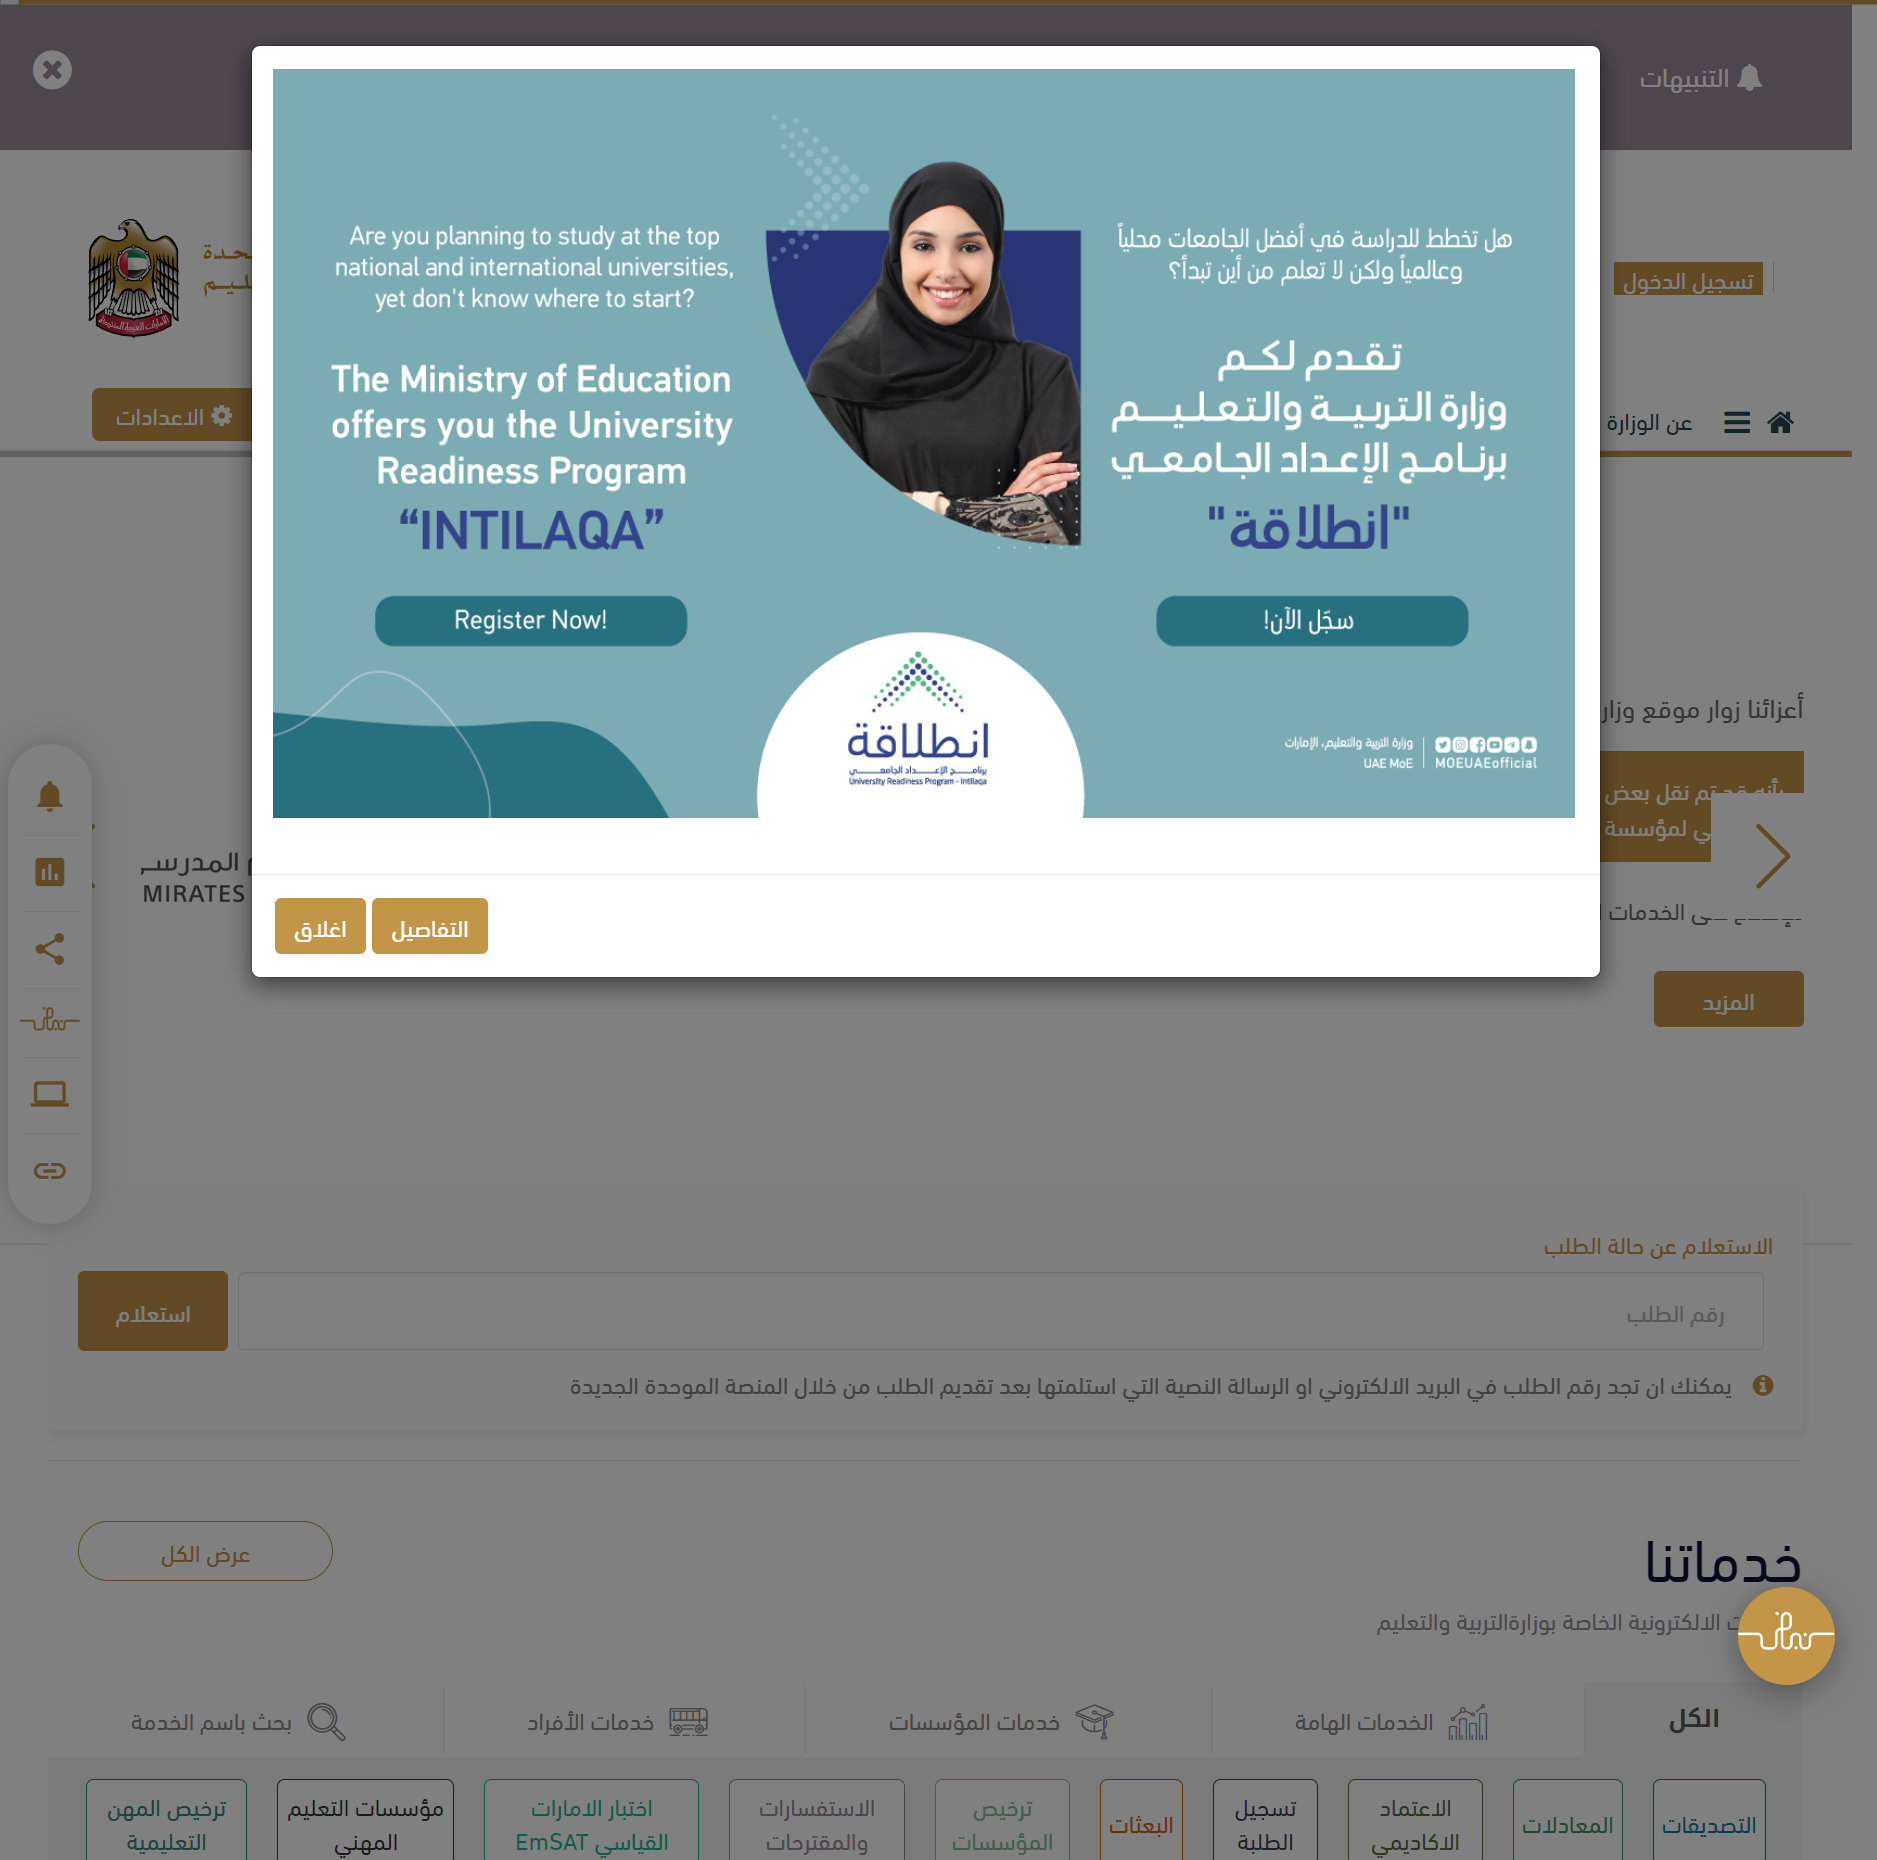 التنبيهات
تسجيل الدخول
عن الوزارة
الاعدادات
Are you planning to study at the top
national and international universities,
yet don't know where to start?
The Ministry of Education
offers you the University
Readiness Program
“INTILAQA”
Register Now!
هل تخطط للدراسة في أفضل الجامعات محلياً
وعالمياً ولكن لا تعلم من أين تبدأ؟
تقدم لكم
وزارة التربية والتعليم
برنامج الإعداد الجامعي
"انطلاقة"
سجّل الآن!
انطلاقة
برنامج الإعداد الجامعي
University Readiness Program - Intilaqa
وزارة التربية والتعليم، الإمارات
UAE MoE
MOEUAEofficial
التفاصيل
اغلاق
أعزائنا زوار موقع
تم نقل بعض
لمؤسسة
الخدمات
المدرسي
MIRATES
المزيد
الاستعلام عن حالة الطلب
رقم الطلب
استعلام
يمكنك ان تجد رقم الطلب في البريد الالكتروني او الرسالة النصية التي استلمتها بعد تقديم الطلب من خلال المنصة الموحدة الجديدة
خدماتنا
عرض الكل
الالكترونية الخاصة بوزارةالتربية والتعليم
الكل
الخدمات الهامة
خدمات المؤسسات
خدمات الأفراد
بحث باسم الخدمة
التصديقات
المعادلات
الاعتماد
الاكاديمي
تسجيل
الطلبة
البعثات
ترخيص
المؤسسات
الاستفسارات
والمقترحات
اختبار الامارات
القياسي EmSAT
مؤسسات التعليم
المهني
ترخيص المهن
التعليمية